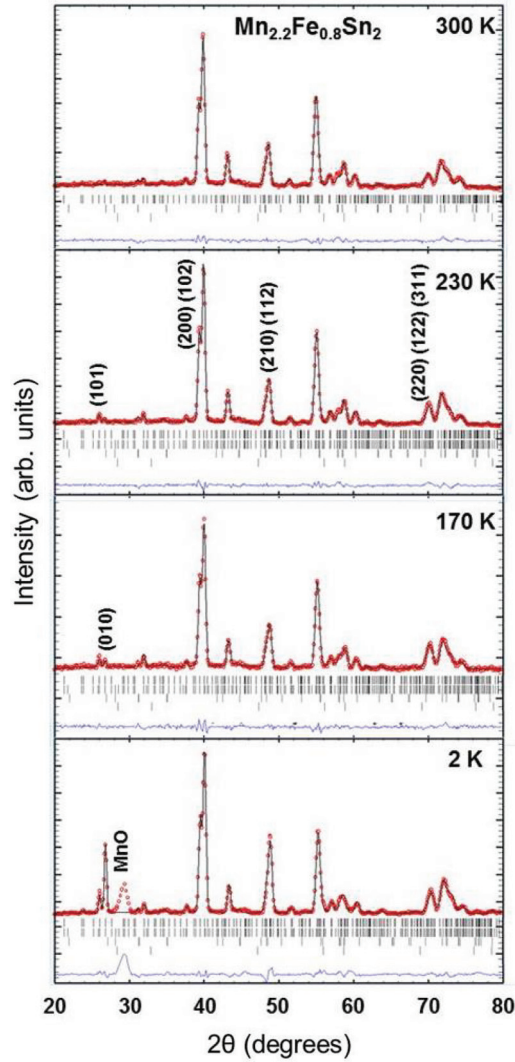 Mn2.2Fe0.8Sn2
300 K
230 K
(101)
(200) (102)
(210) (112)
(220) (122) (311)
170 K
(010)
2 K
MnO
Intensity (arb. units)
20 30 40 50 60 70 80
2θ (degrees)